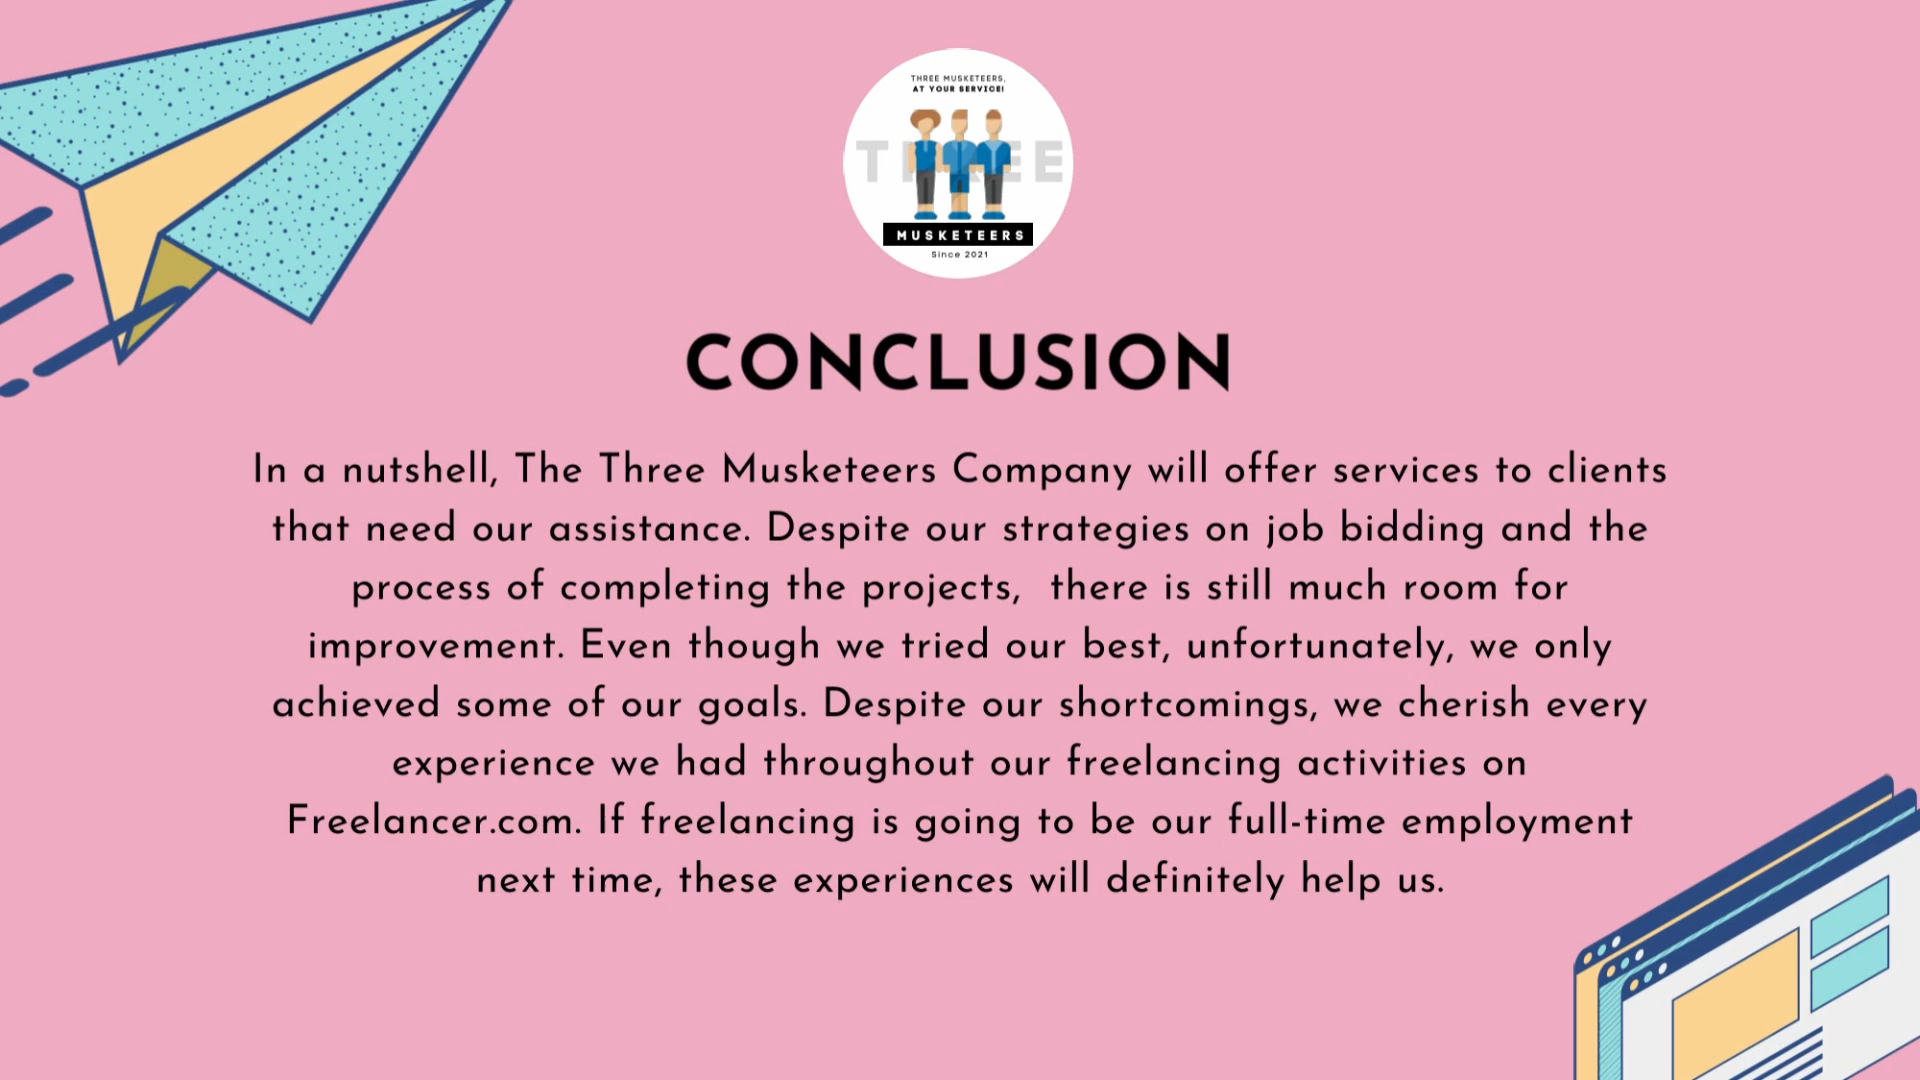 THREE MUSKETEERS,
AT YOUR SERVICE!
THREE
MUSKETEERS
Since 2021
CONCLUSION
In a nutshell, The Three Musketeers Company will offer services to clients
that need our assistance. Despite our strategies on job bidding and the
process of completing the projects,  there is still much room for
improvement. Even though we tried our best, unfortunately, we only
achieved some of our goals. Despite our shortcomings, we cherish every
experience we had throughout our freelancing activities on
Freelancer.com. If freelancing is going to be our full-time employment
next time, these experiences will definitely help us.